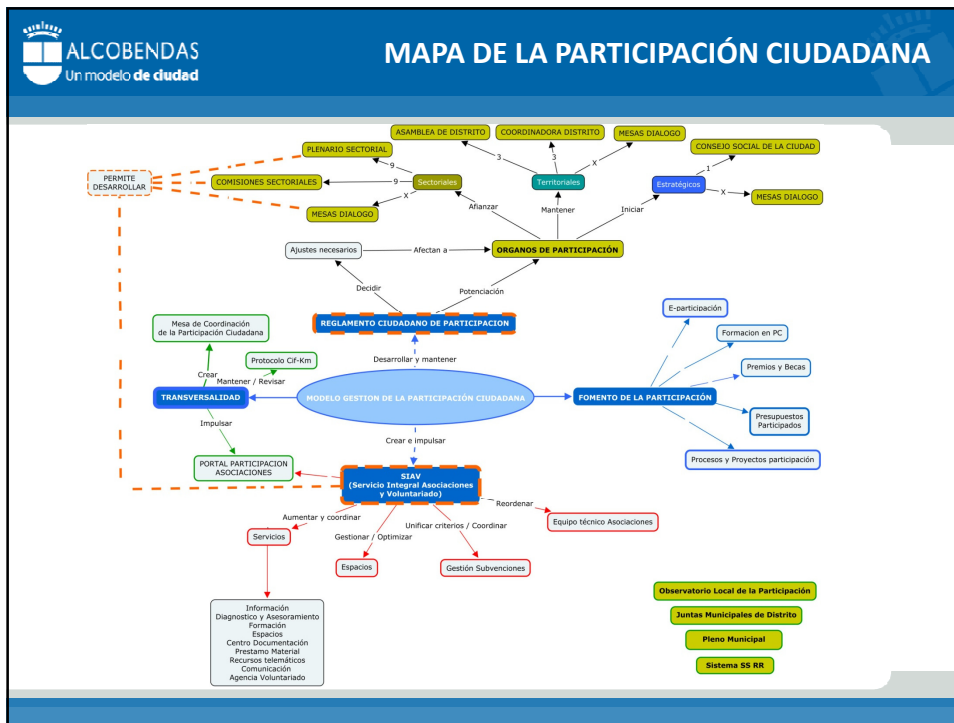 ALCOBENDAS
Un modelo de ciudad
MAPA DE LA PARTICIPACIÓN CIUDADANA
ASAMBLEA DE DISTRITO
COORDINADORA DISTRITO
MESAS DIALOGO
PLENARIO SECTORIAL
CONSEJO SOCIAL DE LA CIUDAD
PERMITE
DESARROLLAR
COMISIONES SECTORIALES
9
9
X
Sectoriales
3
3
X
Territoriales
1
X
Estratégicos
MESAS DIALOGO
MESAS DIALOGO
Afianzar
Mantener
Iniciar
Ajustes necesarios
Afectan a
ORGANOS DE PARTICIPACIÓN
Decidir
Potenciación
REGLAMENTO CIUDADANO DE PARTICIPACION
Mesa de Coordinación
de la Participación Ciudadana
Desarrollar y mantener
Protocolo Cif-Km
Crear
Mantener / Revisar
TRANSVERSALIDAD
MODELO GESTION DE LA PARTICIPACIÓN CIUDADANA
FOMENTO DE LA PARTICIPACIÓN
E-participación
Formacion en PC
Premios y Becas
Presupuestos
Participados
Procesos y Proyectos participación
Impulsar
Crear e impulsar
PORTAL PARTICIPACION
ASOCIACIONES
SIAV
(Servicio Integral Asociaciones
y Voluntariado)
Reordenar
Aumentar y coordinar
Unificar criterios / Coordinar
Equipo técnico Asociaciones
Servicios
Gestionar / Optimizar
Espacios
Gestión Subvenciones
Información
Diagnostico y Asesoramiento
Formación
Espacios
Centro Documentación
Prestamo Material
Recursos telemáticos
Comunicación
Agencia Voluntariado
Observatorio Local de la Participación
Juntas Municipales de Distrito
Pleno Municipal
Sistema SS RR